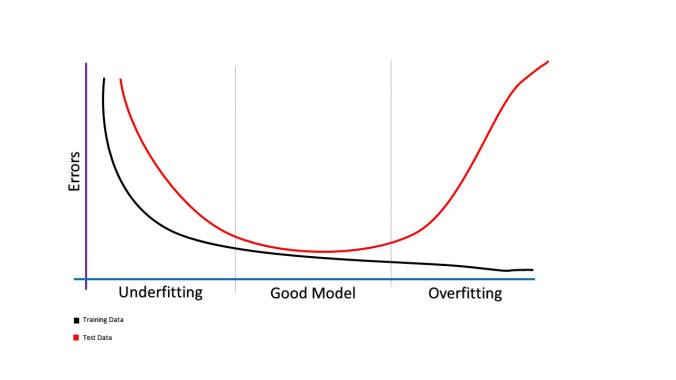 Errors
Underfitting Good Model Overfitting
Training Data
Test Data